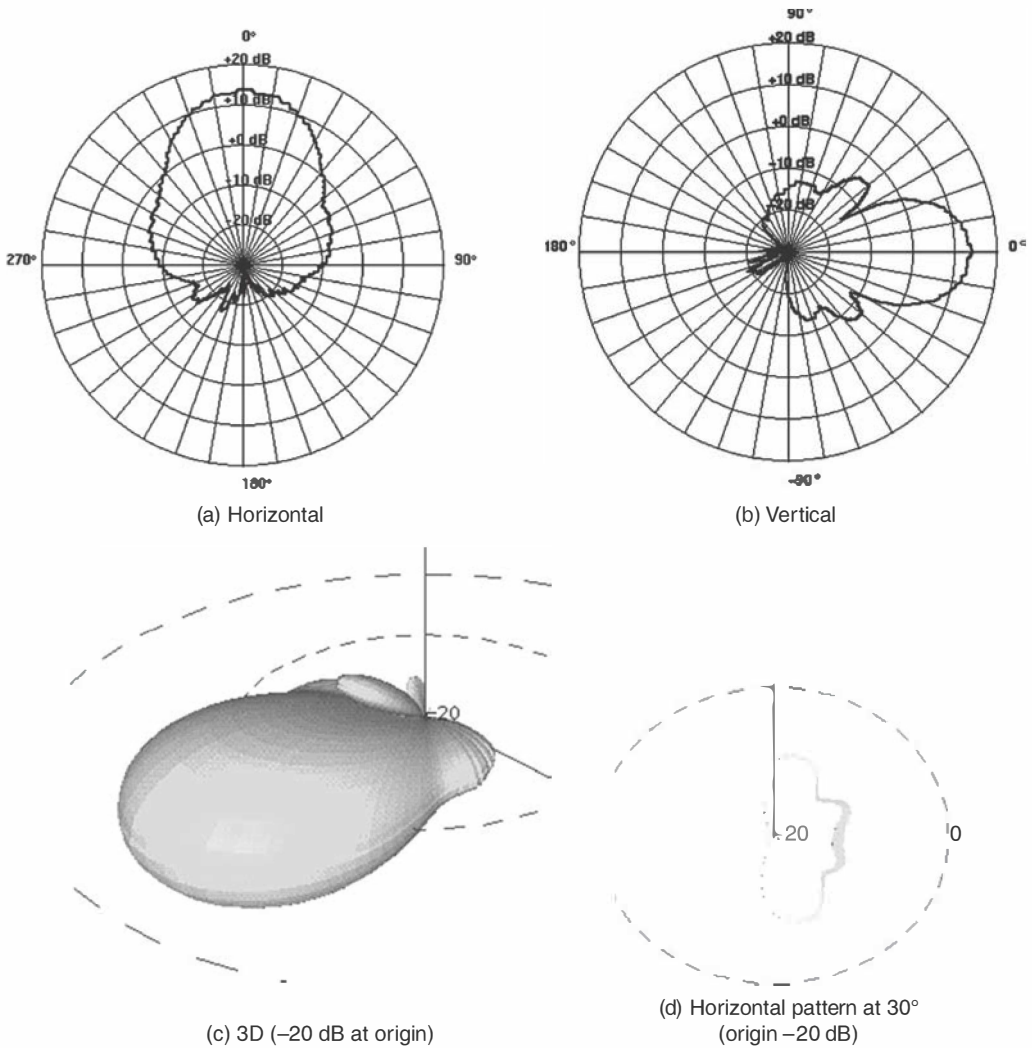 0°
+20 dB
+10 dB
+0 dB
-10 dB
-20 dB
270°
90°
180°
(a) Horizontal
90°
+20 dB
+10 dB
+0 dB
-10 dB
-20 dB
180°
0°
-90°
(b) Vertical
-20
-20
0
(c) 3D (–20 dB at origin)
(d) Horizontal pattern at 30°
(origin –20 dB)